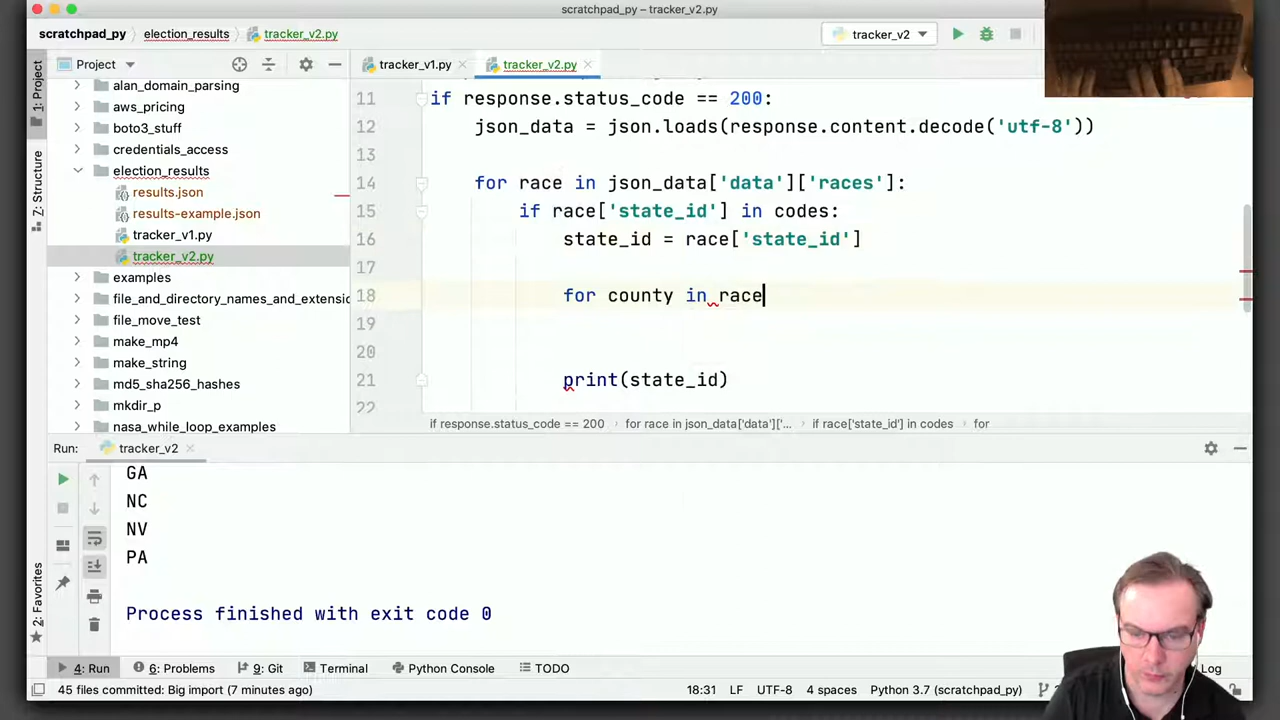 scratchpad_py – tracker_v2.py
scratchpad_py election_results tracker_v2.py tracker_v2
1: Project
Project
tracker_v1.py tracker_v2.py
alan_domain_parsing
aws_pricing
boto3_stuff
credentials_access
election_results
results.json
results-example.json
tracker_v1.py
tracker_v2.py
examples
file_and_directory_names_and_extensio
file_move_test
make_mp4
make_string
md5_sha256_hashes
mkdir_p
nasa_while_loop_examples
Z: Structure
11 if response.status_code == 200:
12 json_data = json.loads(response.content.decode('utf-8'))
13
14 for race in json_data['data']['races']:
15 if race['state_id'] in codes:
16 state_id = race['state_id']
17
18 for county in race
19
20
21 print(state_id)
22
if response.status_code == 200 for race in json_data['data']['... if race['state_id'] in codes for
Run: tracker_v2
GA
NC
NV
PA
Process finished with exit code 0
2: Favorites
4: Run 6: Problems 9: Git Terminal Python Console TODO Log
45 files committed: Big import (7 minutes ago) 18:31 LF UTF-8 4 spaces Python 3.7 (scratchpad_py)